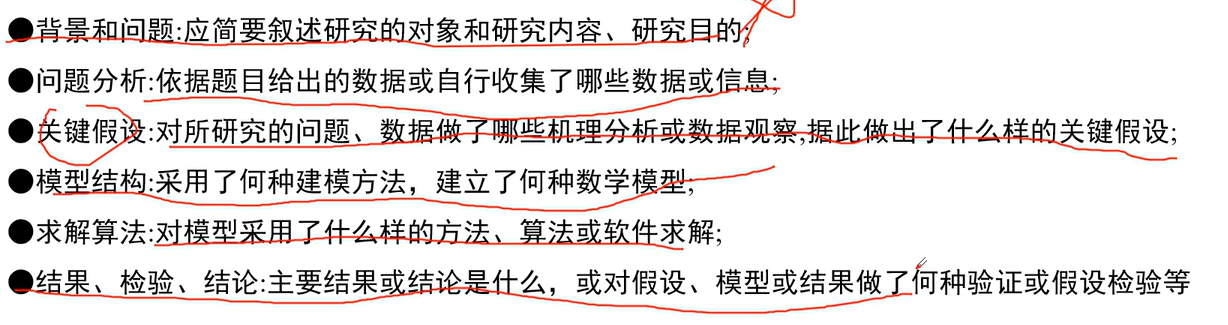 ●背景和问题:应简要叙述研究的对象和研究内容、研究目的;
●问题分析:依据题目给出的数据或自行收集了哪些数据或信息;
●关键假设:对所研究的问题、数据做了哪些机理分析或数据观察,据此做出了什么样的关键假设;
●模型结构:采用了何种建模方法，建立了何种数学模型;
●求解算法:对模型采用了什么样的方法、算法或软件求解;
●结果、检验、结论:主要结果或结论是什么，或对假设、模型或结果做了何种验证或假设检验等